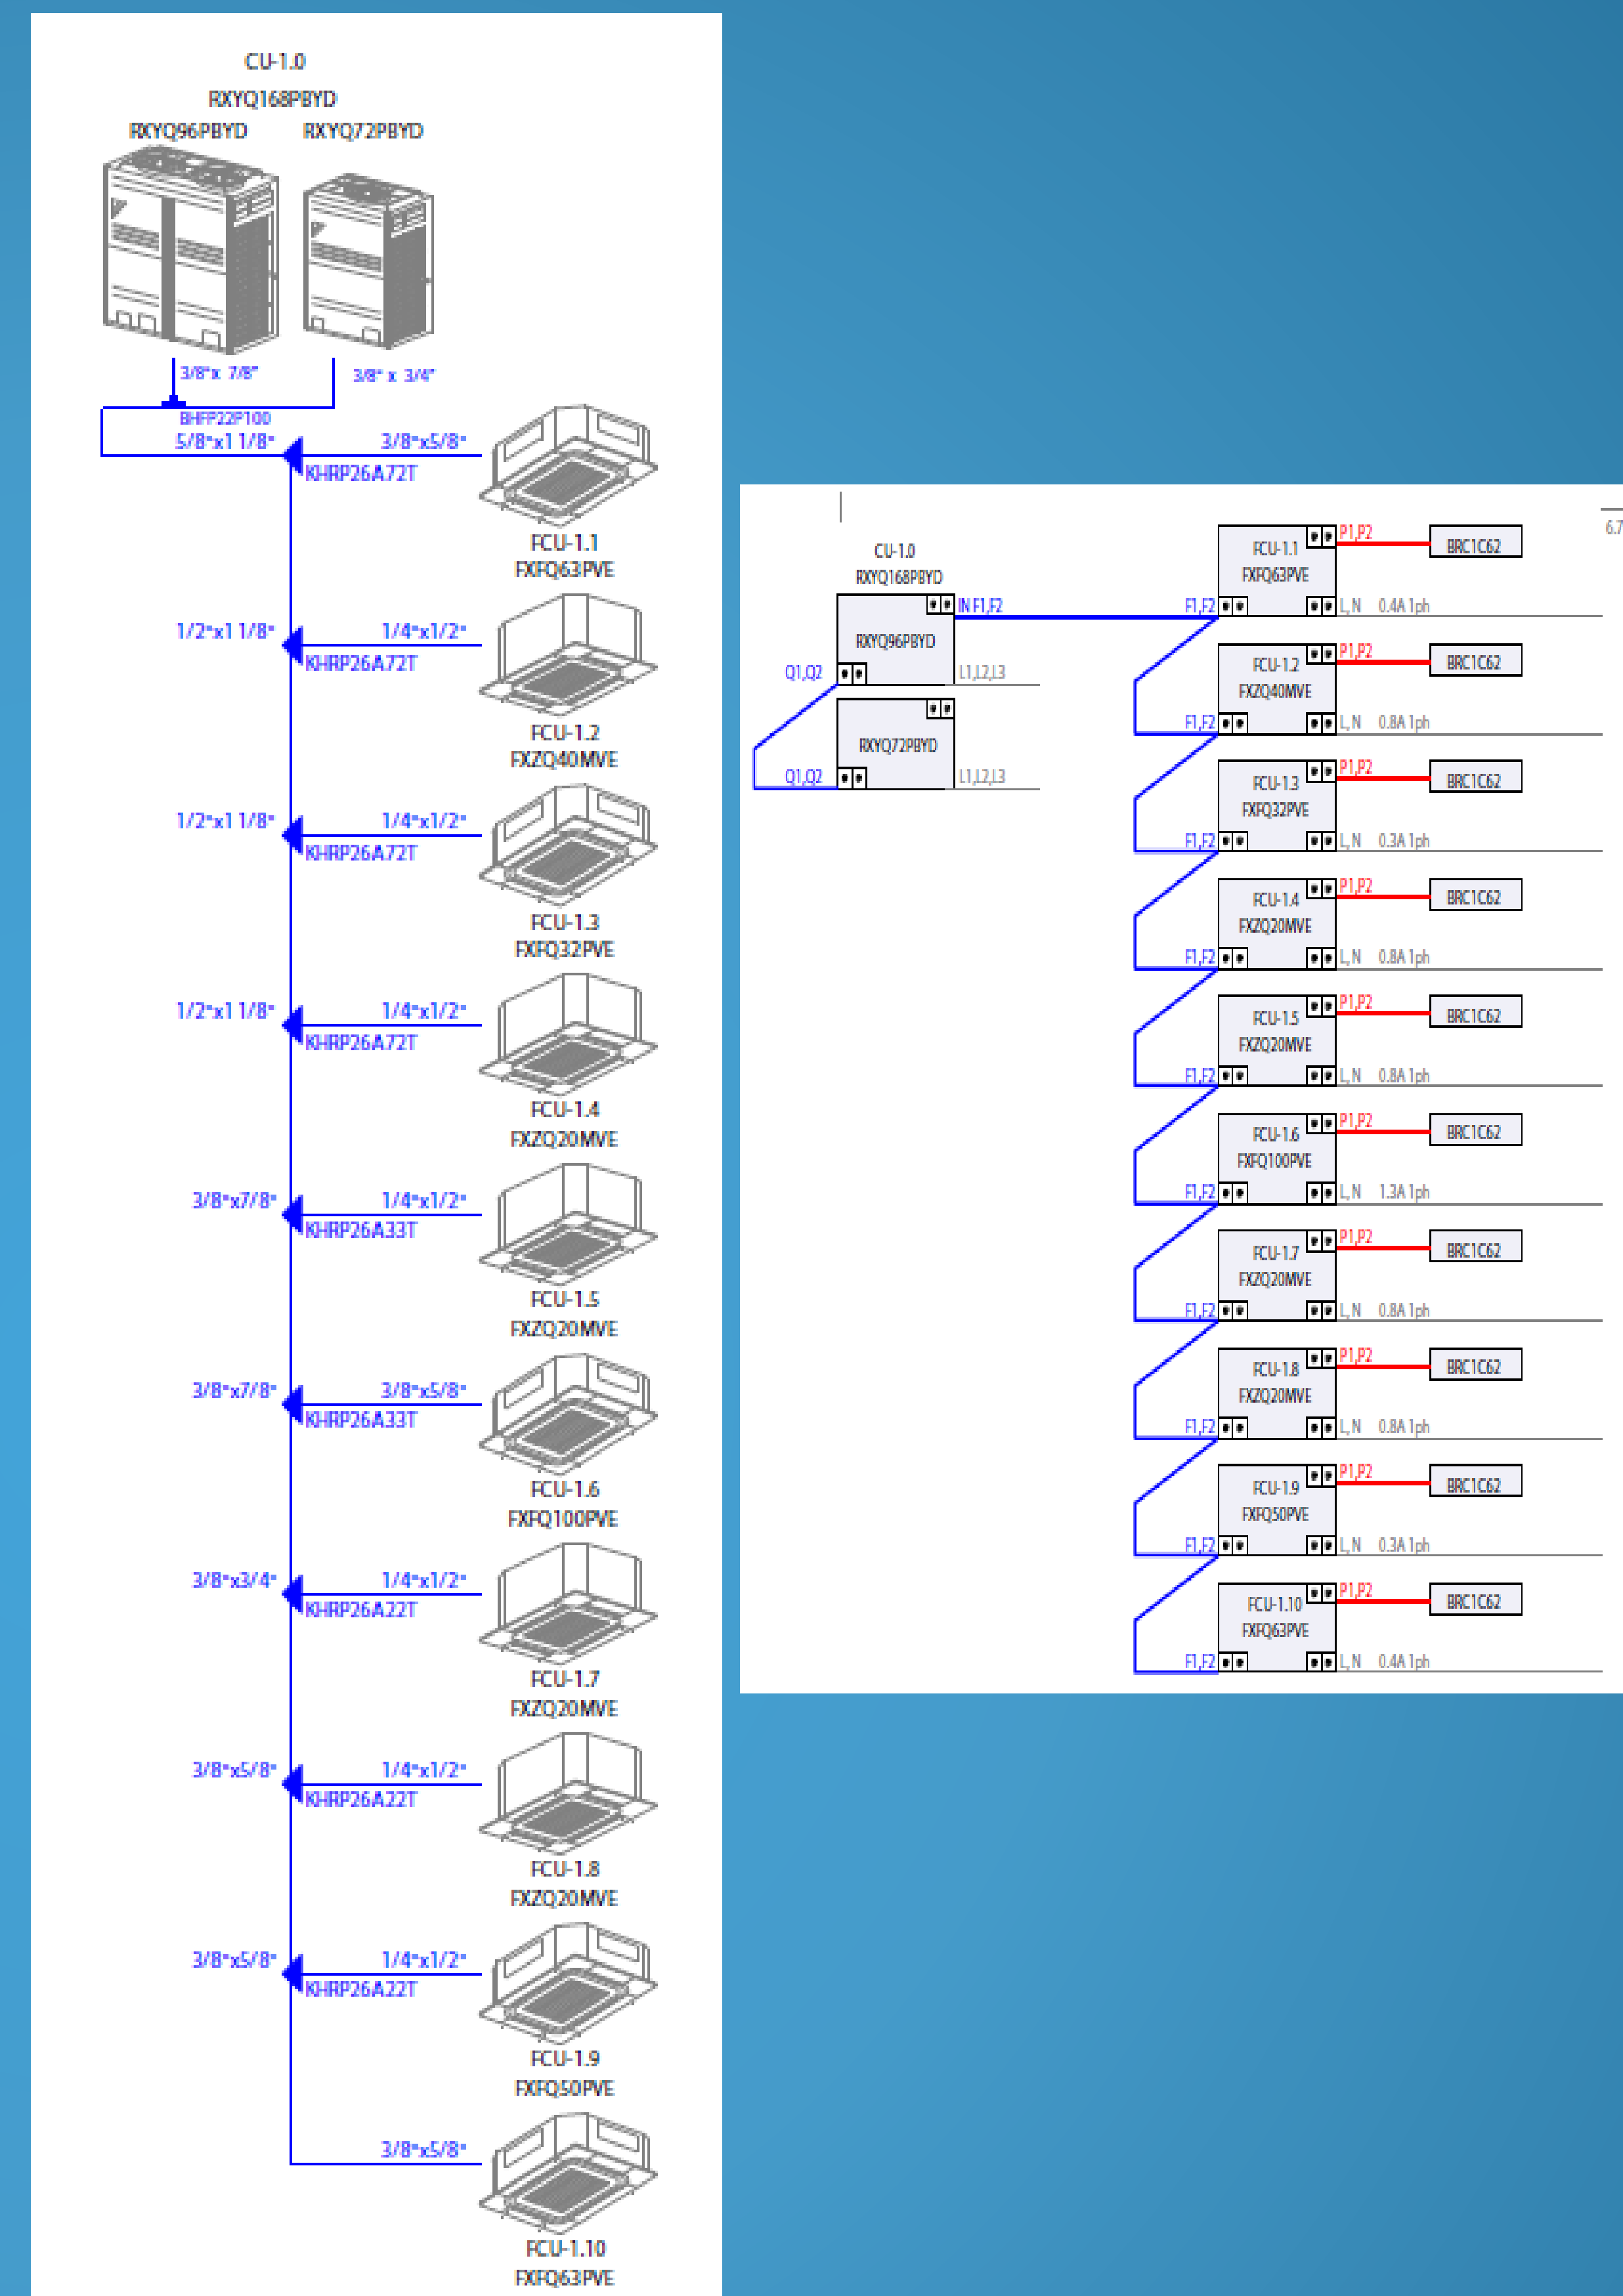 CU-1.0
RXYQ168PBYD
RXYQ96PBYD RXYQ72PBYD
3/8"x 7/8" 3/8" x 3/4"
BHFP22P100
5/8"x1 1/8" 3/8"x5/8"
KHRP26A72T
FCU-1.1
FXFQ63PVE
1/2"x1 1/8" 1/4"x1/2"
KHRP26A72T
FCU-1.2
FXZQ40MVE
1/2"x1 1/8" 1/4"x1/2"
KHRP26A72T
FCU-1.3
FXFQ32PVE
1/2"x1 1/8" 1/4"x1/2"
KHRP26A72T
FCU-1.4
FXZQ20MVE
3/8"x7/8" 1/4"x1/2"
KHRP26A33T
FCU-1.5
FXZQ20MVE
3/8"x7/8" 3/8"x5/8"
KHRP26A33T
FCU-1.6
FXFQ100PVE
3/8"x3/4" 1/4"x1/2"
KHRP26A22T
FCU-1.7
FXZQ20MVE
3/8"x5/8" 1/4"x1/2"
KHRP26A22T
FCU-1.8
FXZQ20MVE
3/8"x5/8" 1/4"x1/2"
KHRP26A22T
FCU-1.9
FXFQ50PVE
3/8"x5/8"
FCU-1.10
FXFQ63PVE
6.7
CU-1.0
RXYQ168PBYD
IN F1,F2
RXYQ96PBYD
Q1,Q2 L1,L2,L3
RXYQ72PBYD
Q1,Q2 L1,L2,L3
P1,P2
FCU-1.1 BRC1C62
FXFQ63PVE
F1,F2 L,N 0.4A 1ph
P1,P2
FCU-1.2 BRC1C62
FXZQ40MVE
F1,F2 L,N 0.8A 1ph
P1,P2
FCU-1.3 BRC1C62
FXFQ32PVE
F1,F2 L,N 0.3A 1ph
P1,P2
FCU-1.4 BRC1C62
FXZQ20MVE
F1,F2 L,N 0.8A 1ph
P1,P2
FCU-1.5 BRC1C62
FXZQ20MVE
F1,F2 L,N 0.8A 1ph
P1,P2
FCU-1.6 BRC1C62
FXFQ100PVE
F1,F2 L,N 1.3A 1ph
P1,P2
FCU-1.7 BRC1C62
FXZQ20MVE
F1,F2 L,N 0.8A 1ph
P1,P2
FCU-1.8 BRC1C62
FXZQ20MVE
F1,F2 L,N 0.8A 1ph
P1,P2
FCU-1.9 BRC1C62
FXFQ50PVE
F1,F2 L,N 0.3A 1ph
P1,P2
FCU-1.10 BRC1C62
FXFQ63PVE
F1,F2 L,N 0.4A 1ph